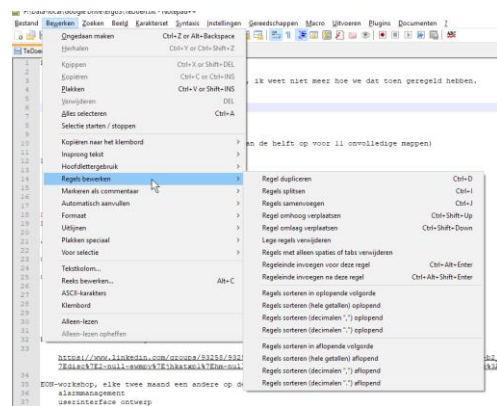 Bestand Bewerken Zoeken Beeld Karakterset Syntaxis Instellingen Gereedschappen Macro Uitvoeren Plugins Documenten ?
Ongedaan maken Ctrl+Z or Alt+Backspace
Herhalen Ctrl+Y or Ctrl+Shift+Z
Knippen Ctrl+X or Shift+DEL
Kopiëren Ctrl+C or Ctrl+INS
Plakken Ctrl+V or Shift+INS
Verwijderen DEL
Alles selecteren Ctrl+A
Selectie starten / stoppen
Kopiëren naar het klembord
Insprong tekst
Hoofdlettergebruik
Regels bewerken
Markeren als commentaar
Automatisch aanvullen
Formaat
Uitlijnen
Plakken speciaal
Voor selectie
Tekstkolom...
Reeks bewerken... Alt+C
ASCII-karakters
Klembord
Alleen-lezen
Alleen-lezen opheffen
, ik weet niet meer hoe we dat toen geregeld hebben.
an de helft op voor 11 onvolledige mappen)
Regel dupliceren Ctrl+D
Regels splitsen Ctrl+I
Regels samenvoegen Ctrl+J
Regel omhoog verplaatsen Ctrl+Shift+Up
Regel omlaag verplaatsen Ctrl+Shift+Down
Lege regels verwijderen
Regels met alleen spaties of tabs verwijderen
Regeleinde invoegen voor deze regel Ctrl+Alt+Enter
Regeleinde invoegen na deze regel Ctrl+Alt+Shift+Enter
Regels sorteren in oplopende volgorde
Regels sorteren (hele getallen) oplopend
Regels sorteren (decimalen ",") oplopend
Regels sorteren (decimalen ".") oplopend
Regels sorteren in aflopende volgorde
Regels sorteren (hele getallen) aflopend
Regels sorteren (decimalen ",") aflopend
Regels sorteren (decimalen ".") aflopend
EON-workshop, elke twee maand een andere op de
alarmmanagement
userinterface ontwerp